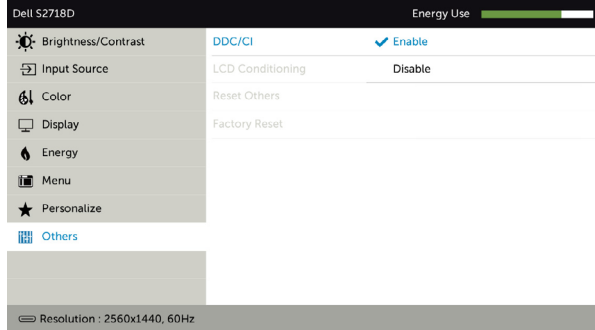 Dell S2718D Energy Use
Brightness/Contrast DDC/CI Enable
Input Source LCD Conditioning Disable
Color Reset Others
Display Factory Reset
Energy
Menu
Personalize
Others
Resolution : 2560x1440, 60Hz